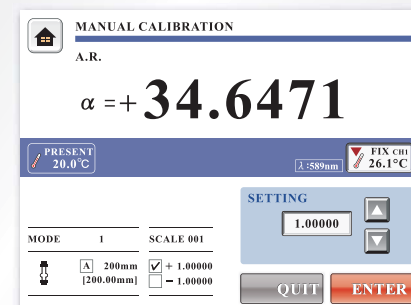 MANUAL CALIBRATION
A.R.
α = + 34.6471
PRESENT
20.0°C
λ:589nm
FIX CH1
26.1°C
SETTING
1.00000
MODE 1 SCALE 001
A 200mm
[200.00mm]
+ 1.00000
− 1.00000
QUIT ENTER